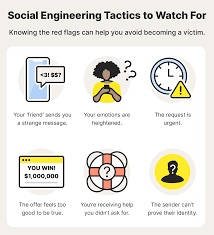 Social Engineering Tactics to Watch For
Knowing the red flags can help you avoid becoming a victim.
<3! $$?
???
!
Your 'friend' sends you
a strange message.
Your emotions are
heightened.
The request is
urgent.
YOU WIN!
$1,000,000
?
The offer feels too
good to be true.
You're receiving help
you didn't ask for.
The sender can't
prove their identity.